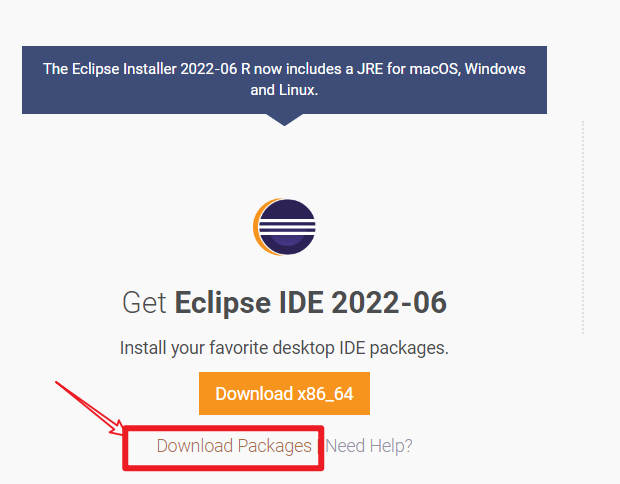 The Eclipse Installer 2022-06 R now includes a JRE for macOS, Windows
and Linux.
Get Eclipse IDE 2022-06
Install your favorite desktop IDE packages.
Download x86_64
Download Packages | Need Help?